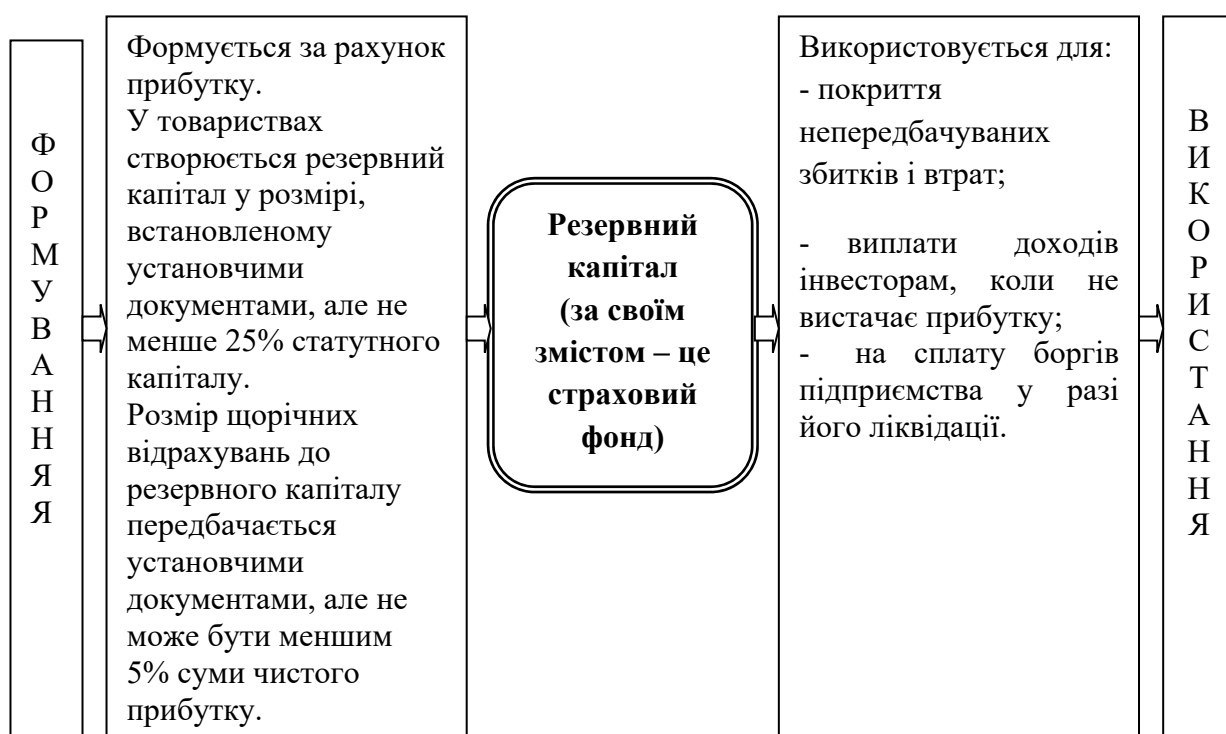 Ф
О
Р
М
У
В
А
Н
Н
Я
Я
Формується за рахунок
прибутку.
У товариствах
створюється резервний
капітал у розмірі,
встановленому
установчими
документами, але не
менше 25% статутного
капіталу.
Розмір щорічних
відрахувань до
резервного капіталу
передбачається
установчими
документами, але не
може бути меншим
5% суми чистого
прибутку.
Резервний
капітал
(за своїм
змістом – це
страховий
фонд)
Використовується для:
- покриття
непередбачуваних
збитків і втрат;
- виплати доходів
інвесторам, коли не
вистачає прибутку;
- на сплату боргів
підприємства у разі
його ліквідації.
В
И
К
О
Р
И
С
Т
А
Н
Н
Я